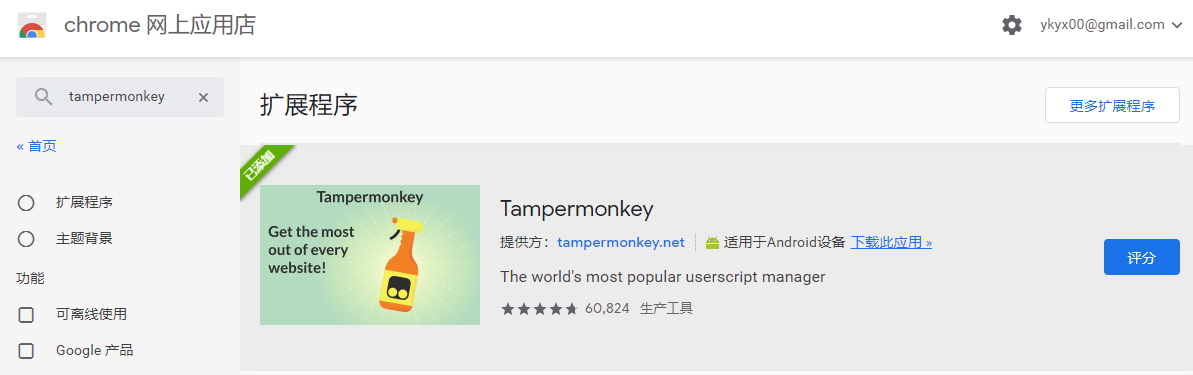 chrome 网上应用店
ykyx00@gmail.com
tampermonkey
« 首页
扩展程序
主题背景
功能
可离线使用
Google 产品
扩展程序
更多扩展程序
已添加
Tampermonkey
Get the most
out of every
website!
Tampermonkey
提供方：tampermonkey.net 适用于Android设备 下载此应用 »
The world's most popular userscript manager
60,824 生产工具
评分